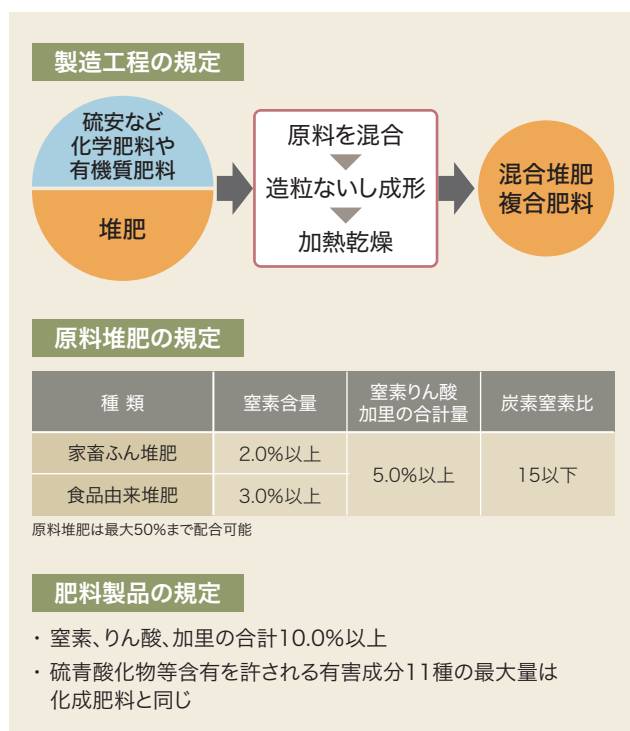 製造工程の規定
硫安など
化学肥料や
有機質肥料
堆肥
原料を混合
造粒ないし成形
加熱乾燥
混合堆肥
複合肥料
原料堆肥の規定
種 類
窒素含量
窒素りん酸
加里の合計量
炭素窒素比
家畜ふん堆肥
2.0%以上
5.0%以上
15以下
食品由来堆肥
3.0%以上
原料堆肥は最大50%まで配合可能
肥料製品の規定
・ 窒素、りん酸、加里の合計10.0%以上
・ 硫青酸化物等含有を許される有害成分11種の最大量は
化成肥料と同じ